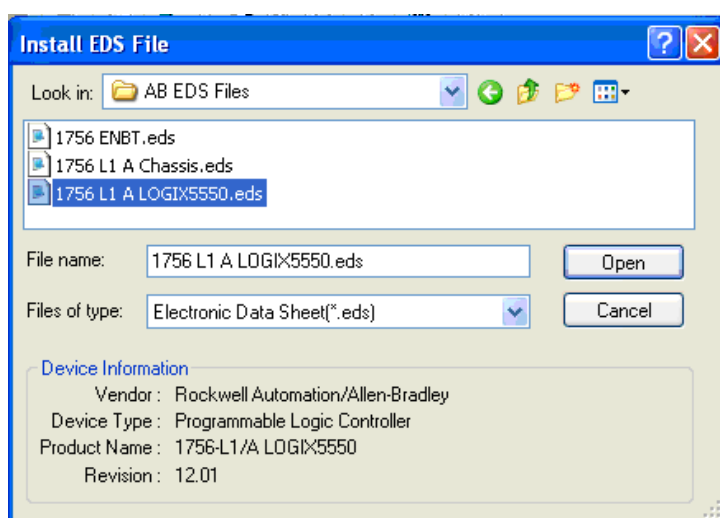 Install EDS File
Look in: AB EDS Files
1756 ENBT.eds
1756 L1 A Chassis.eds
1756 L1 A LOGIX5550.eds
File name: 1756 L1 A LOGIX5550.eds Open
Files of type: Electronic Data Sheet(*.eds) Cancel
Device Information
Vendor : Rockwell Automation/Allen-Bradley
Device Type : Programmable Logic Controller
Product Name : 1756-L1/A LOGIX5550
Revision : 12.01